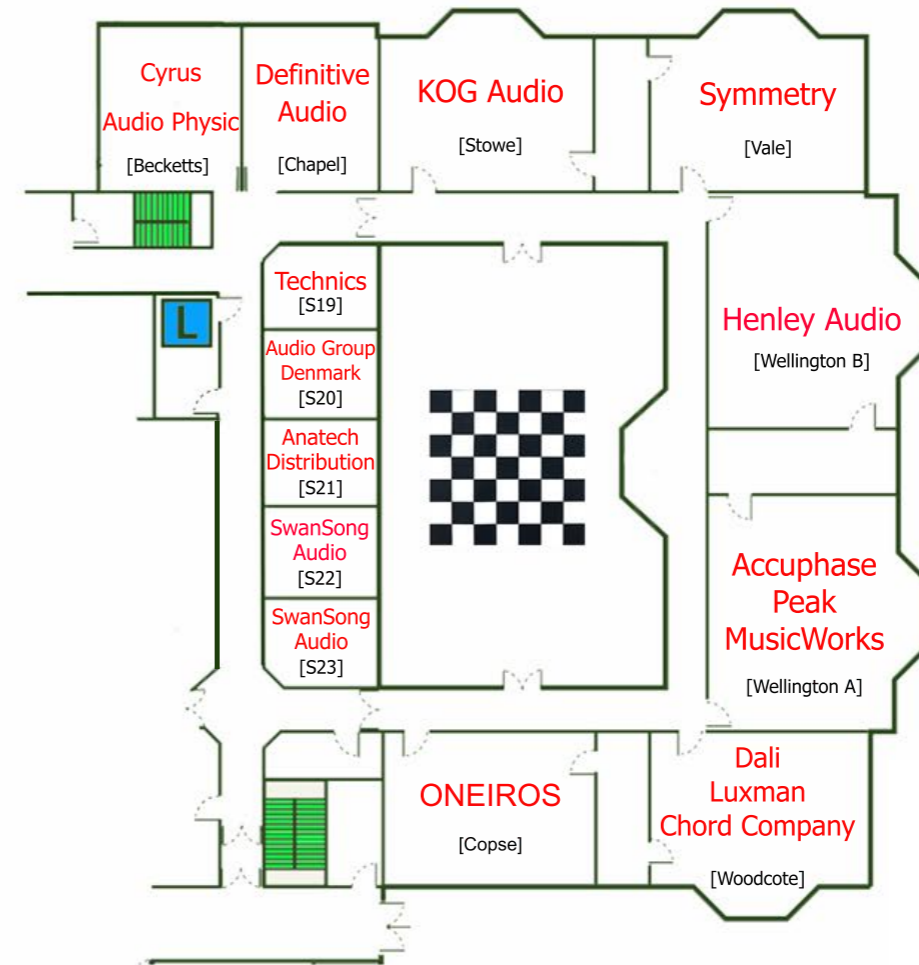 Cyrus
Audio Physic
[Becketts]
Definitive
Audio
[Chapel]
KOG Audio
[Stowe]
Symmetry
[Vale]
Technics
[S19]
Audio Group
Denmark
[S20]
Anatech
Distribution
[S21]
SwanSong
Audio
[S22]
SwanSong
Audio
[S23]
L
Henley Audio
[Wellington B]
Accuphase
Peak
MusicWorks
[Wellington A]
ONEIROS
[Copse]
Dali
Luxman
Chord Company
[Woodcote]